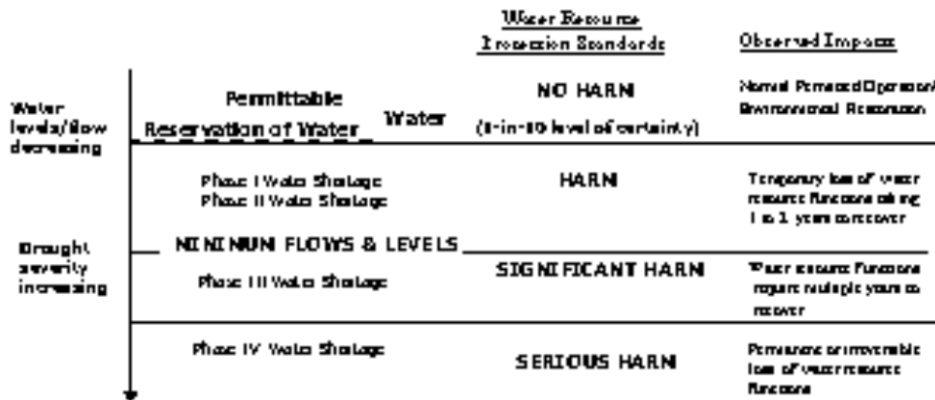 Water Resource
Protection Standards
Observed Impacts
Water
levels/flow
decreasing
Permittable
Water
Reservation of Water
NO HARM
(1-in-10 level of certainty)
Normal Permitted Operation/
Environmental Restoration
Phase I Water Shortage
Phase II Water Shortage
HARM
Temporary loss of water
resource functions taking
1 to 2 years to recover
Drought
severity
increasing
MINIMUM FLOWS & LEVELS
Phase III Water Shortage
SIGNIFICANT HARM
Water resource Functions
require multiple years to
recover
Phase IV Water Shortage
SERIOUS HARM
Permanent or irreversible
loss of water resource
functions